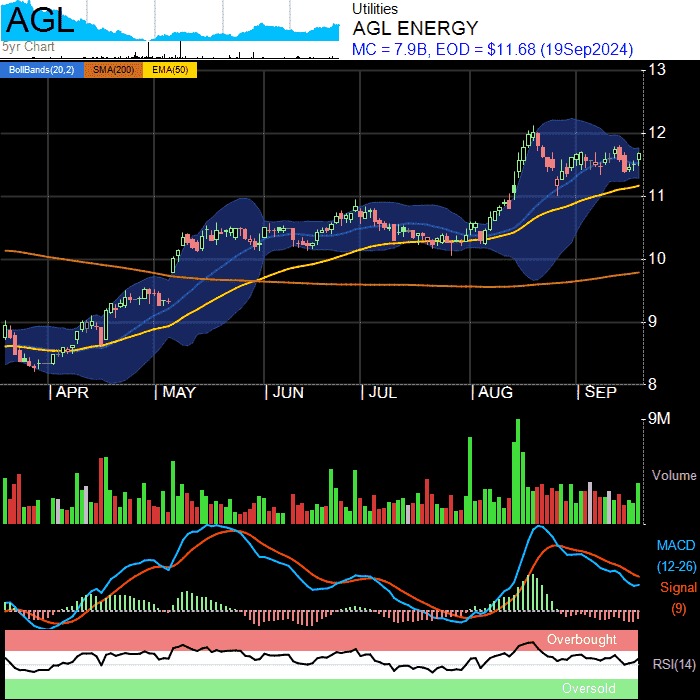 AGL
5yr Chart
Utilities
AGL ENERGY
MC = 7.9B, EOD = $11.68 (19Sep2024)
BollBands(20,2) SMA(200) EMA(50)
13
12
11
10
9
8
APR MAY JUN JUL AUG SEP
9M
Volume
MACD
(12-26)
Signal
(9)
Overbought
RSI(14)
Oversold